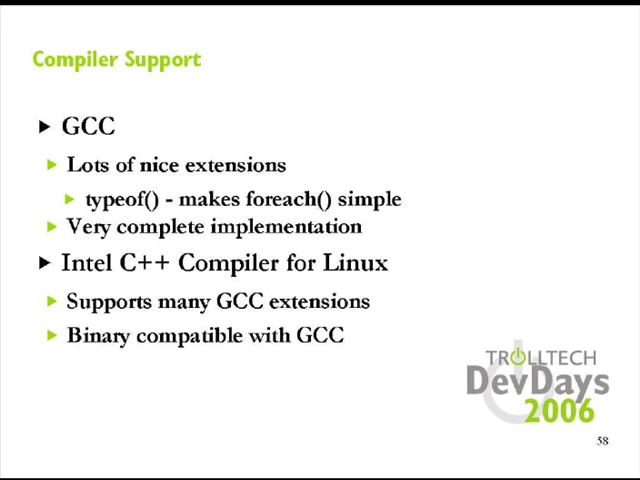 Compiler Support
GCC
Lots of nice extensions
typeof() - makes foreach() simple
Very complete implementation
Intel C++ Compiler for Linux
Supports many GCC extensions
Binary compatible with GCC
TROLLTECH
DevDays
2006
58